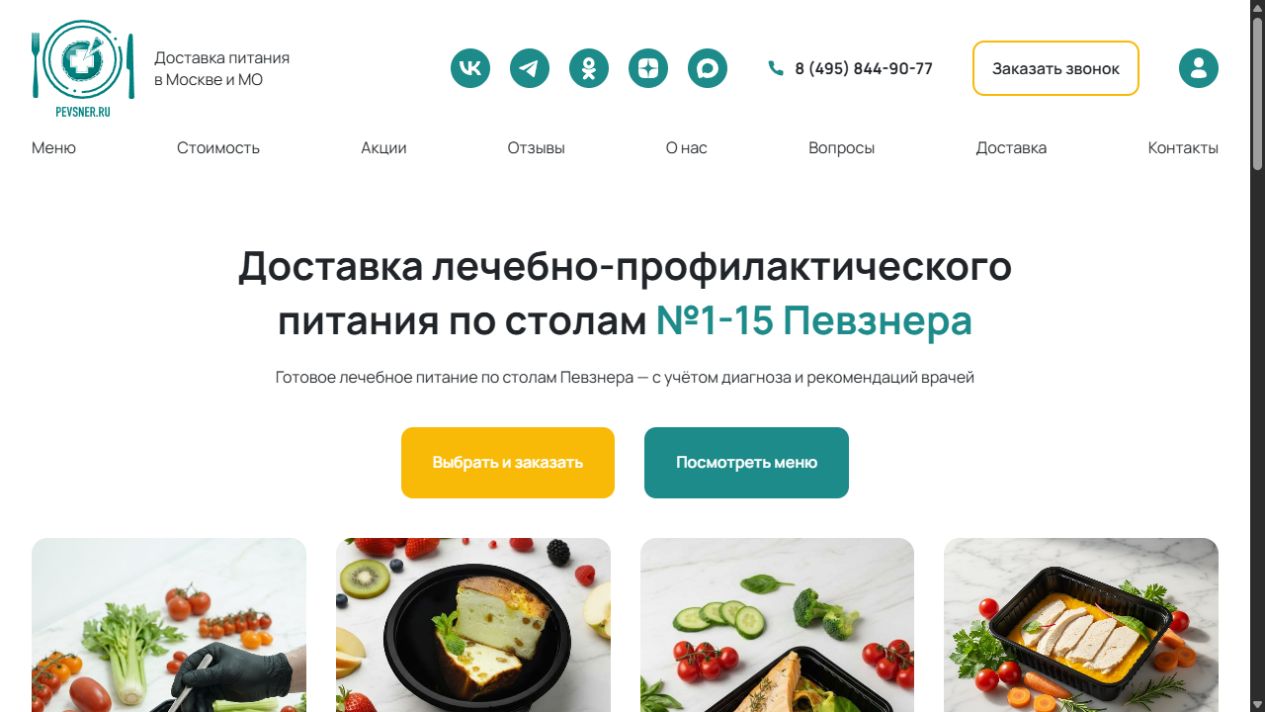 Доставка питания
в Москве и МО
PEVSNER.RU
8 (495) 844-90-77
Заказать звонок
Меню
Стоимость
Акции
Отзывы
О нас
Вопросы
Доставка
Контакты
Доставка лечебно-профилактического
питания по столам №1-15 Певзнера
Готовое лечебное питание по столам Певзнера — с учётом диагноза и рекомендаций врачей
Выбрать и заказать
Посмотреть меню